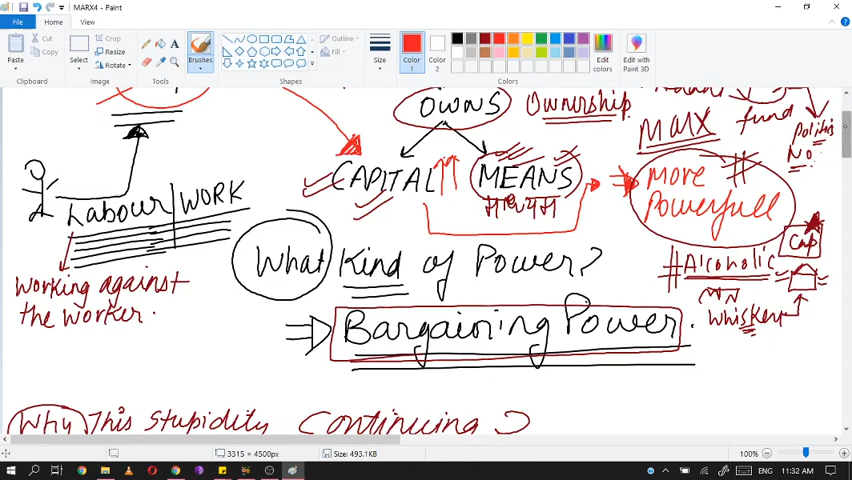 MARX4 - Paint
File
Home
View
Paste
Cut
Copy
Select
Crop
Resize
Rotate
Brushes
Outline
Fill
Size
Color 1
Color 2
Edit colors
Edit with Paint 3D
Clipboard
Image
Tools
Shapes
Colors
OWNS
Ownership
fund
MARX
No
CAPITAL
MEANS
माध्यम
More
Powerfull
Labour
WORK
Working against
the worker.
What Kind of Power?
Cap
#Alcoholic
Whiskey
Bargaining Power.
Why This Stupidity Continuing
3315 × 4500px
Size: 493.1KB
100%
ENG
11:32 AM